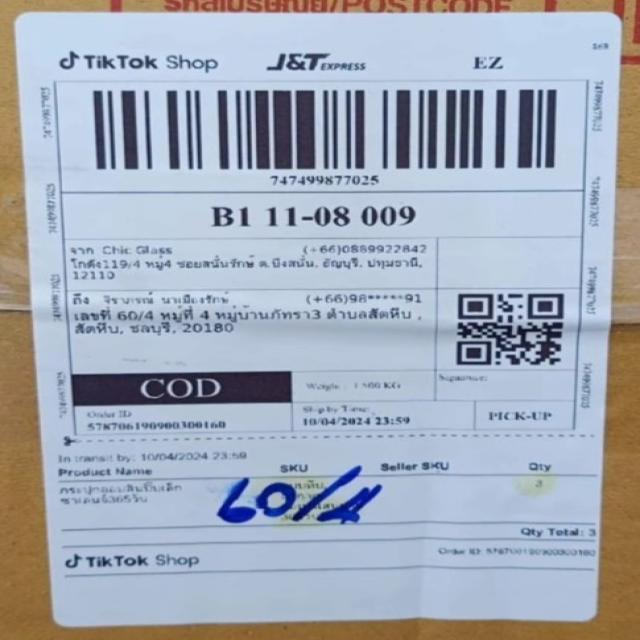 รหัสไปรษณีย์/POSTCODE
TikTok Shop J&T EXPRESS EZ
747499877025
747499877025
747499877025
B1 11-08 009
จาก Chic Glass (+66)0889922842
โกดัง119/4 หมู่4 ซอยสนั่นรักษ์ ต.บึงสนั่น, ธัญบุรี, ปทุมธานี,
12110
ถึง จิราภรณ์ นาเมืองรักษ์ (+66)98*****91
เลขที่ 60/4 หมู่ที่ 4 หมู่บ้านภัทรา3 ตำบลสัตหีบ ,
สัตหีบ, ชลบุรี, 20180
COD
Weight : 1.500 KG
Signature:
Order ID
578706190900300160
Ship by Time:
10/04/2024 23:59
PICK-UP
In transit by: 10/04/2024 23:59
Product Name SKU Seller SKU Qty
กระปุกออมสินปี๊บเล็ก
3
60/4
Qty Total: 3
TikTok Shop
Order ID: 578706190900300160